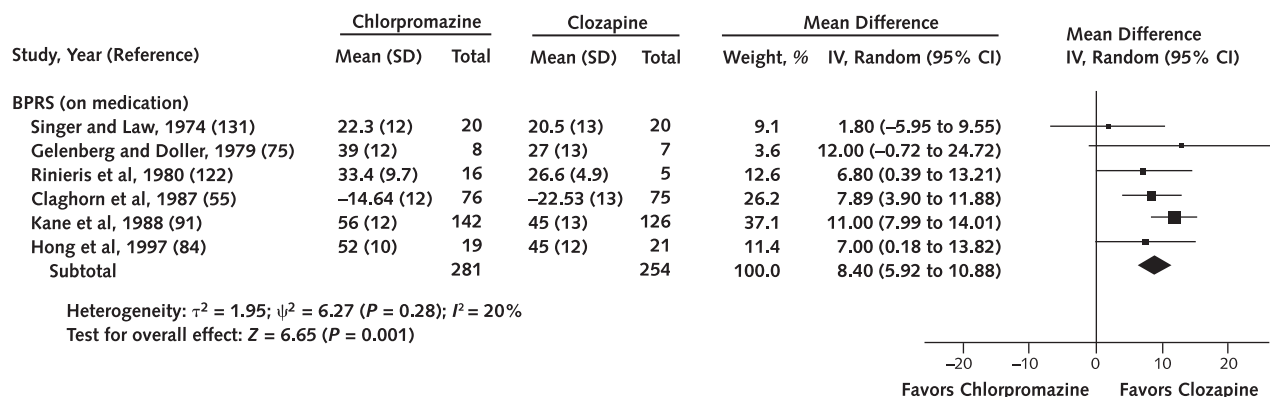 Chlorpromazine Clozapine Mean Difference
Mean Difference
Study, Year (Reference) Mean (SD) Total Mean (SD) Total Weight, % IV, Random (95% CI) IV, Random (95% CI)
BPRS (on medication)
Singer and Law, 1974 (131) 22.3 (12) 20 20.5 (13) 20 9.1 1.80 (–5.95 to 9.55)
Gelenberg and Doller, 1979 (75) 39 (12) 8 27 (13) 7 3.6 12.00 (–0.72 to 24.72)
Rinieris et al, 1980 (122) 33.4 (9.7) 16 26.6 (4.9) 5 12.6 6.80 (0.39 to 13.21)
Claghorn et al, 1987 (55) –14.64 (12) 76 –22.53 (13) 75 26.2 7.89 (3.90 to 11.88)
Kane et al, 1988 (91) 56 (12) 142 45 (13) 126 37.1 11.00 (7.99 to 14.01)
Hong et al, 1997 (84) 52 (10) 19 45 (12) 21 11.4 7.00 (0.18 to 13.82)
Subtotal 281 254 100.0 8.40 (5.92 to 10.88)
Heterogeneity: τ² = 1.95; ψ² = 6.27 (P = 0.28); I² = 20%
Test for overall effect: Z = 6.65 (P = 0.001)
–20 –10 0 10 20
Favors Chlorpromazine Favors Clozapine